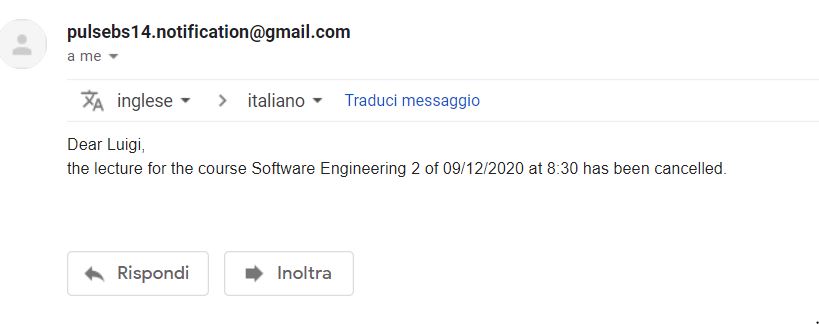 pulsebs14.notification@gmail.com
a me
inglese > italiano Traduci messaggio
Dear Luigi,
the lecture for the course Software Engineering 2 of 09/12/2020 at 8:30 has been cancelled.
Rispondi Inoltra
.